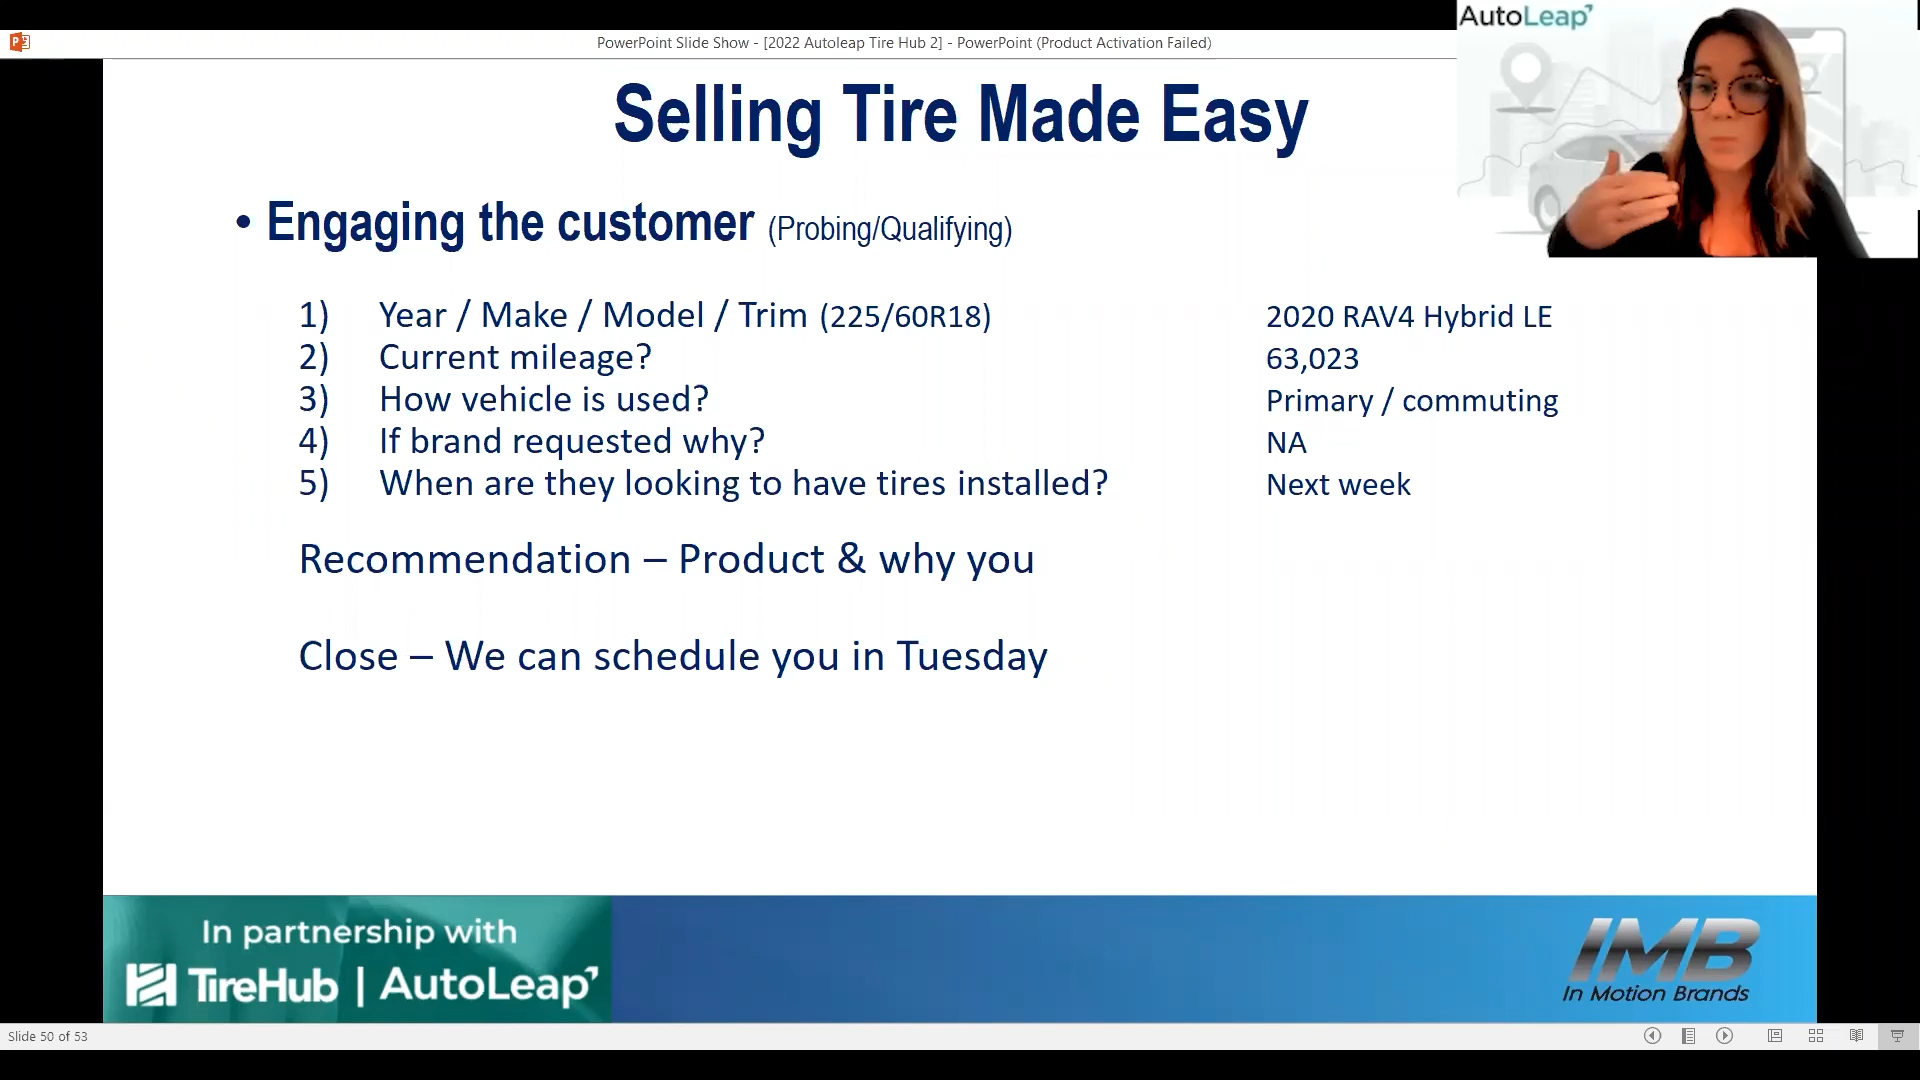 AutoLeap
PowerPoint Slide Show - [2022 Autoleap Tire Hub 2] - PowerPoint (Product Activation Failed)
Selling Tire Made Easy
• Engaging the customer (Probing/Qualifying)
1) Year / Make / Model / Trim (225/60R18) 2020 RAV4 Hybrid LE
2) Current mileage? 63,023
3) How vehicle is used? Primary / commuting
4) If brand requested why? NA
5) When are they looking to have tires installed? Next week
Recommendation – Product & why you
Close – We can schedule you in Tuesday
In partnership with
TireHub | AutoLeap
IMB
In Motion Brands
Slide 50 of 53